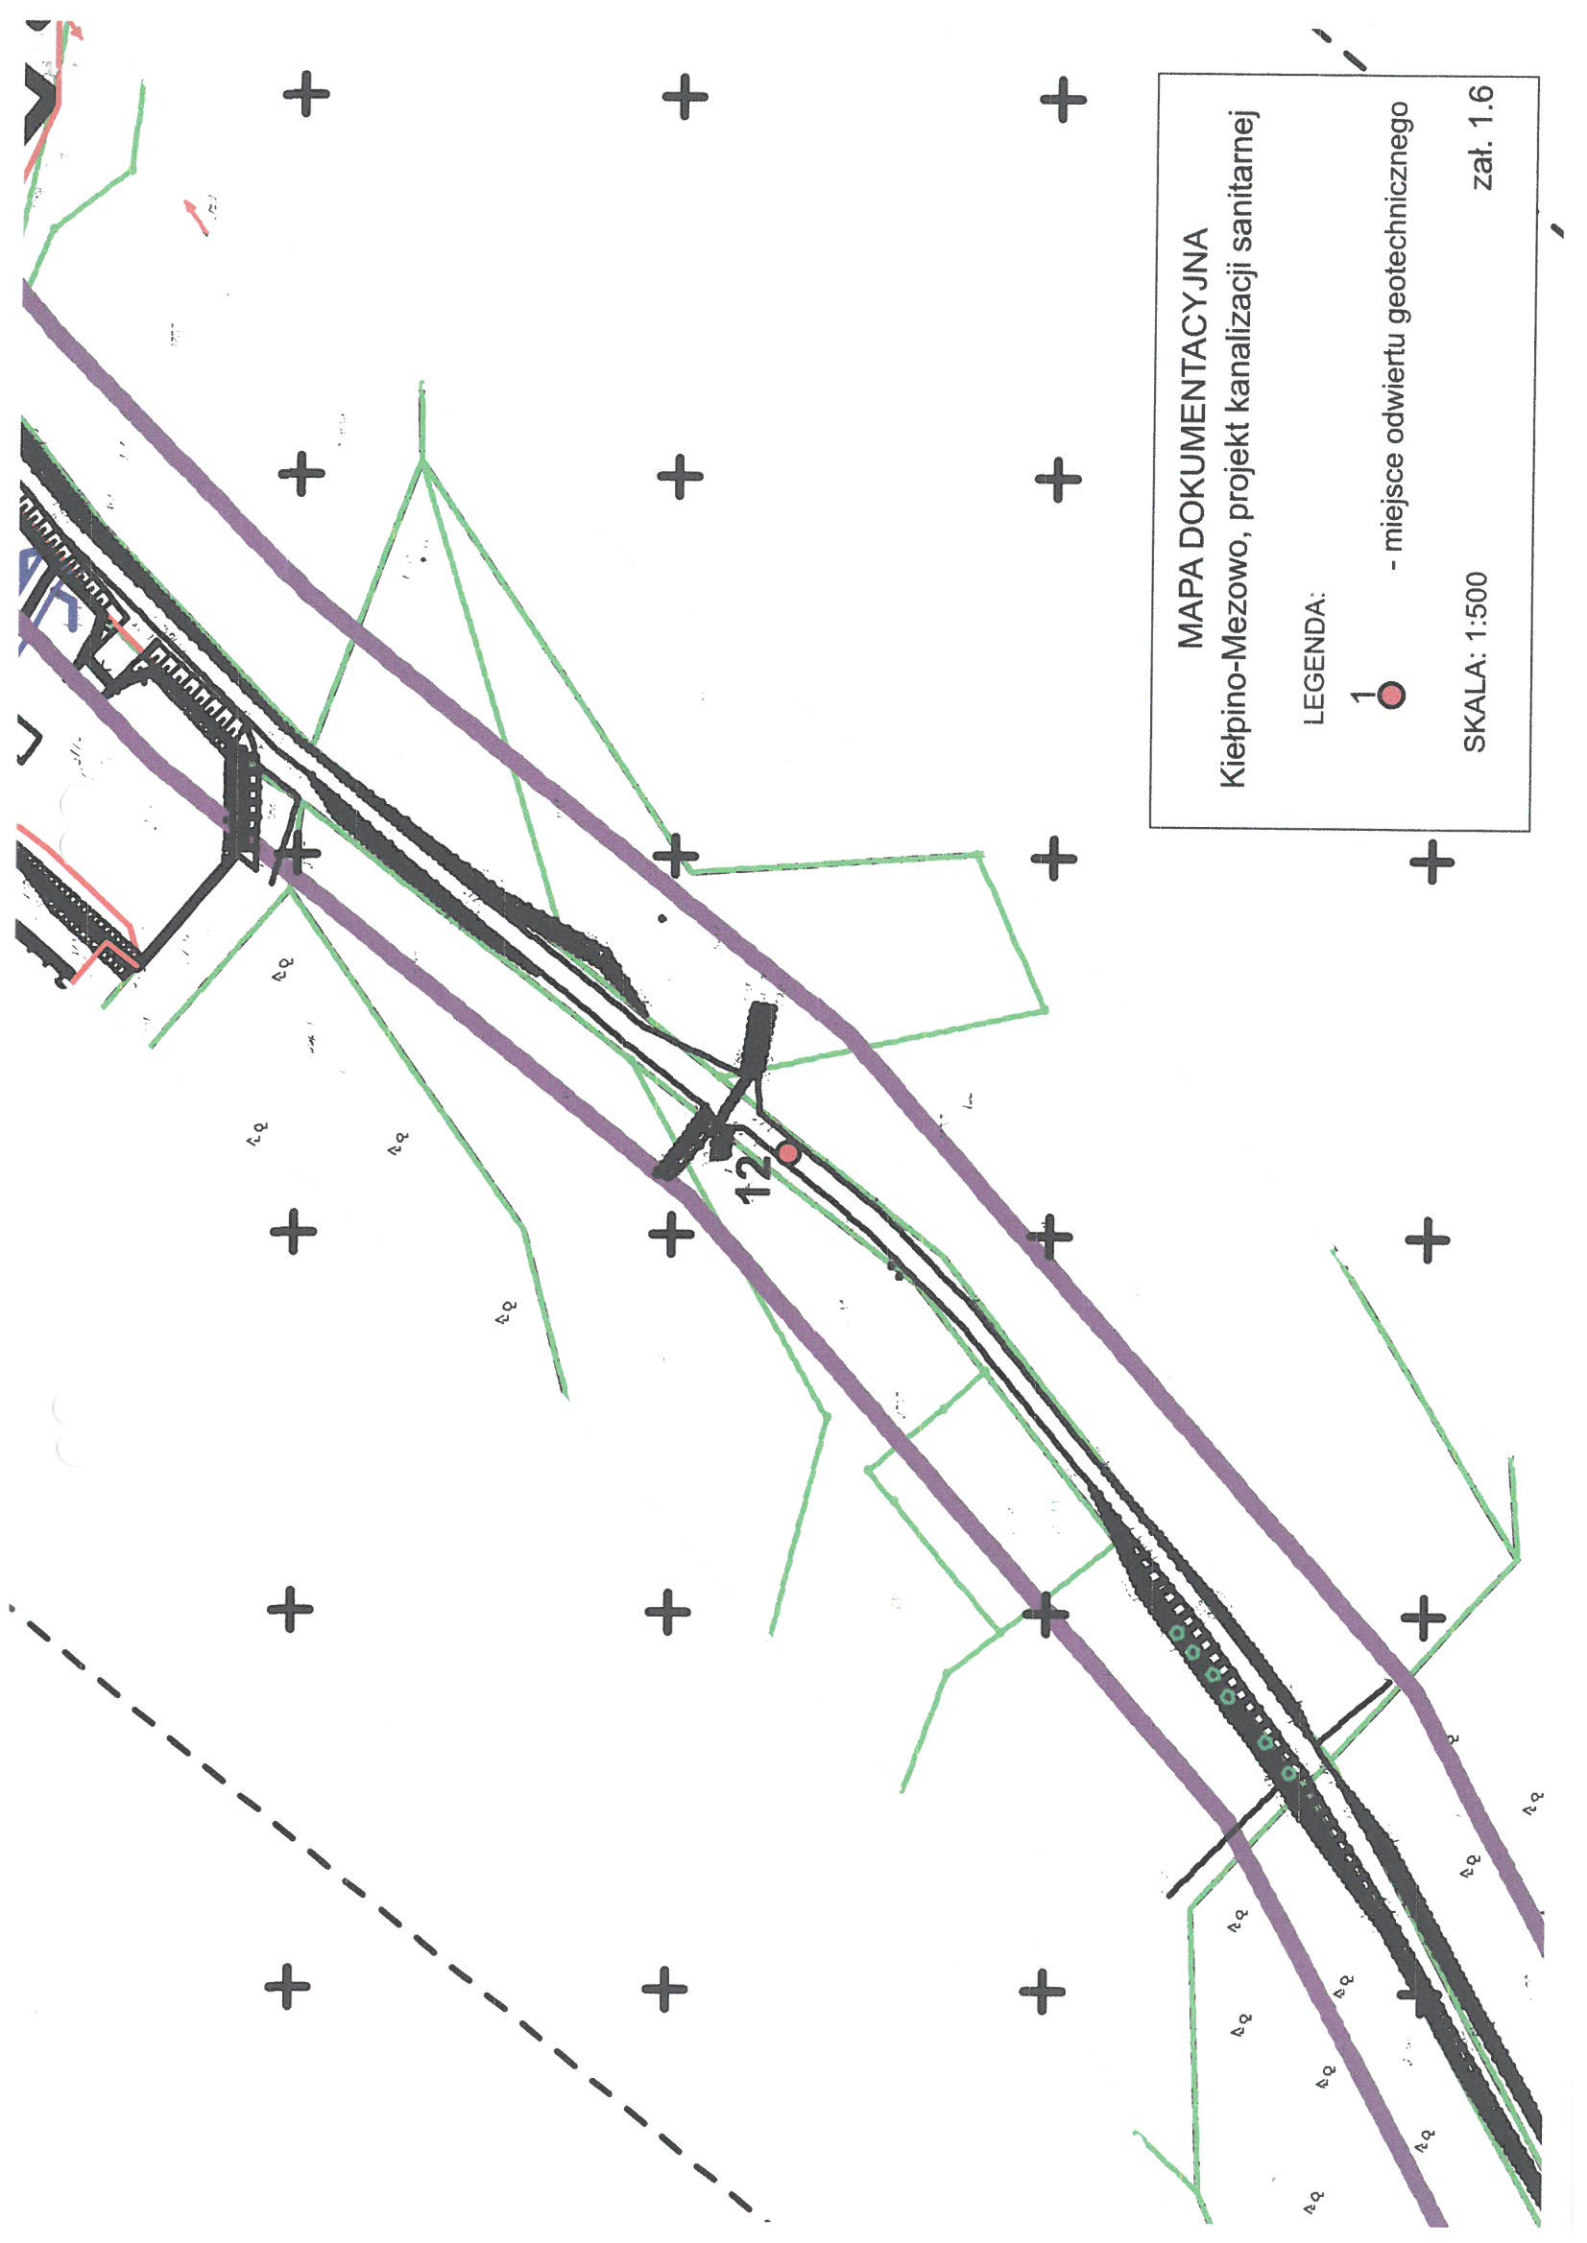 MAPA DOKUMENTACYJNA
Kiełpino-Mezowo, projekt kanalizacji sanitarnej
LEGENDA:
1
- miejsce odwiertu geotechnicznego
SKALA: 1:500
zał. 1.6
12